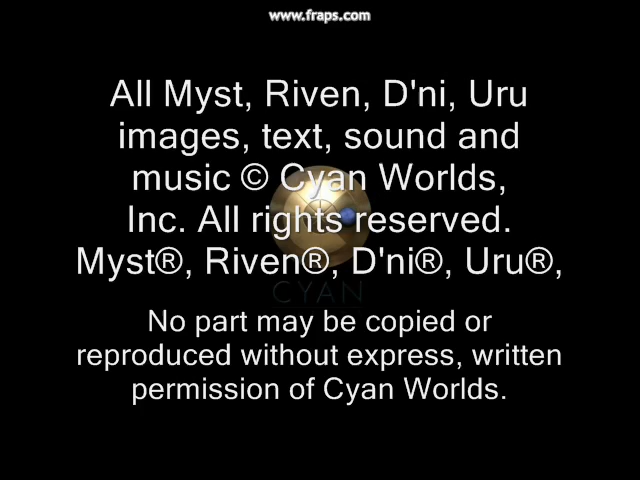 www.fraps.com
All Myst, Riven, D'ni, Uru
images, text, sound and
music © Cyan Worlds,
Inc. All rights reserved.
Myst®, Riven®, D'ni®, Uru®,
CYAN
No part may be copied or
reproduced without express, written
permission of Cyan Worlds.